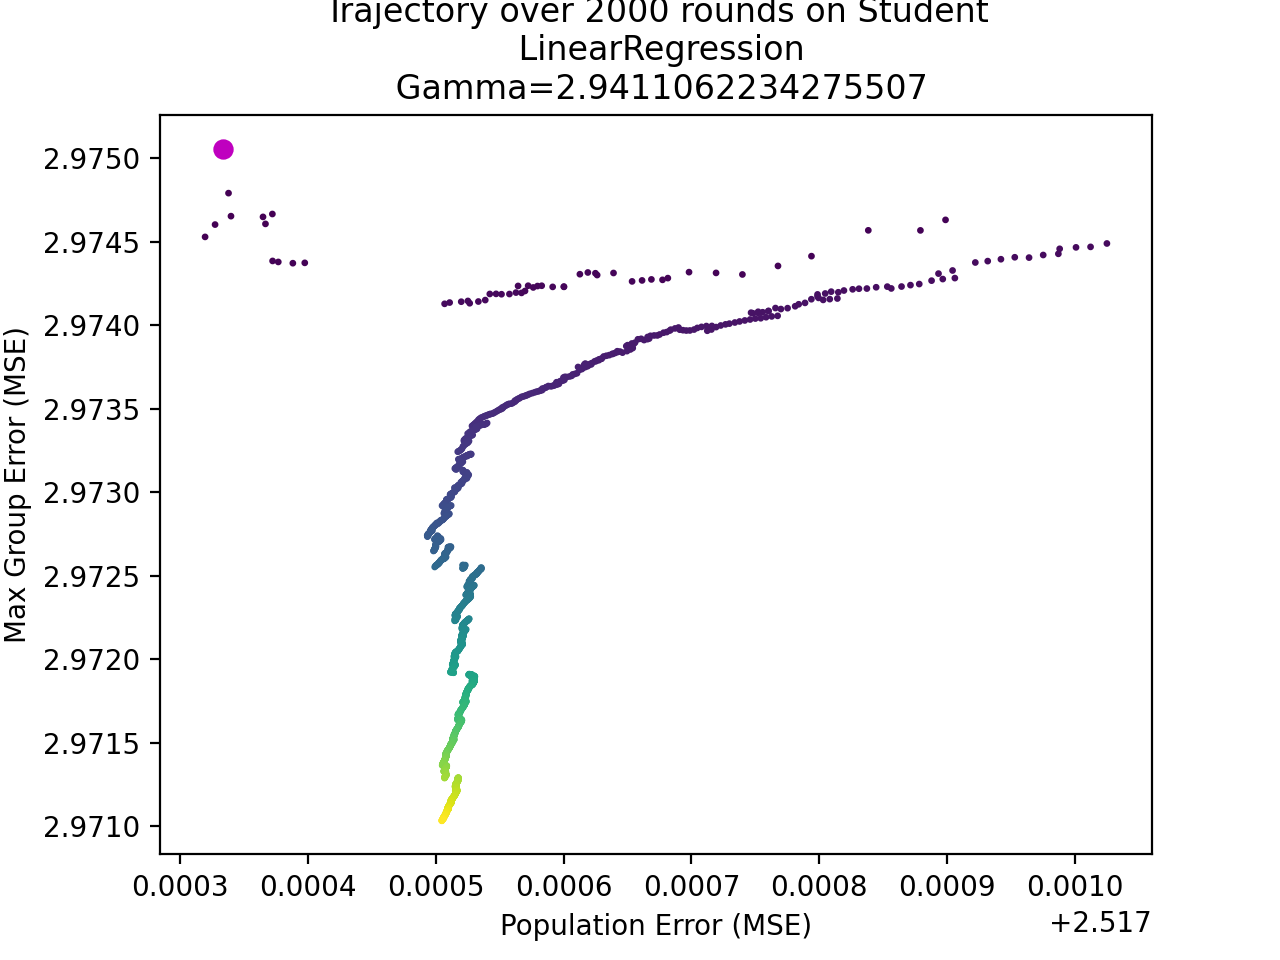 Trajectory over 2000 rounds on Student
LinearRegression
Gamma=2.9411062234275507
2.9750
2.9745
2.9740
2.9735
2.9730
2.9725
2.9720
2.9715
2.9710
Max Group Error (MSE)
0.0003 0.0004 0.0005 0.0006 0.0007 0.0008 0.0009 0.0010
+2.517
Population Error (MSE)